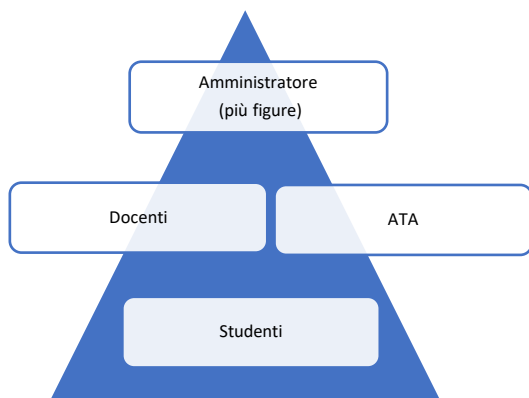 Amministratore
(più figure)
Docenti
ATA
Studenti